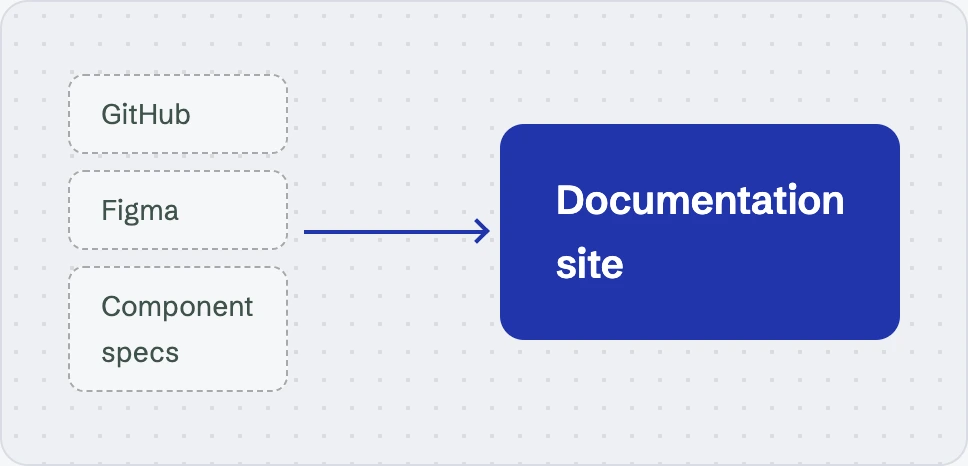 GitHub
Figma
Component
specs
Documentation
site